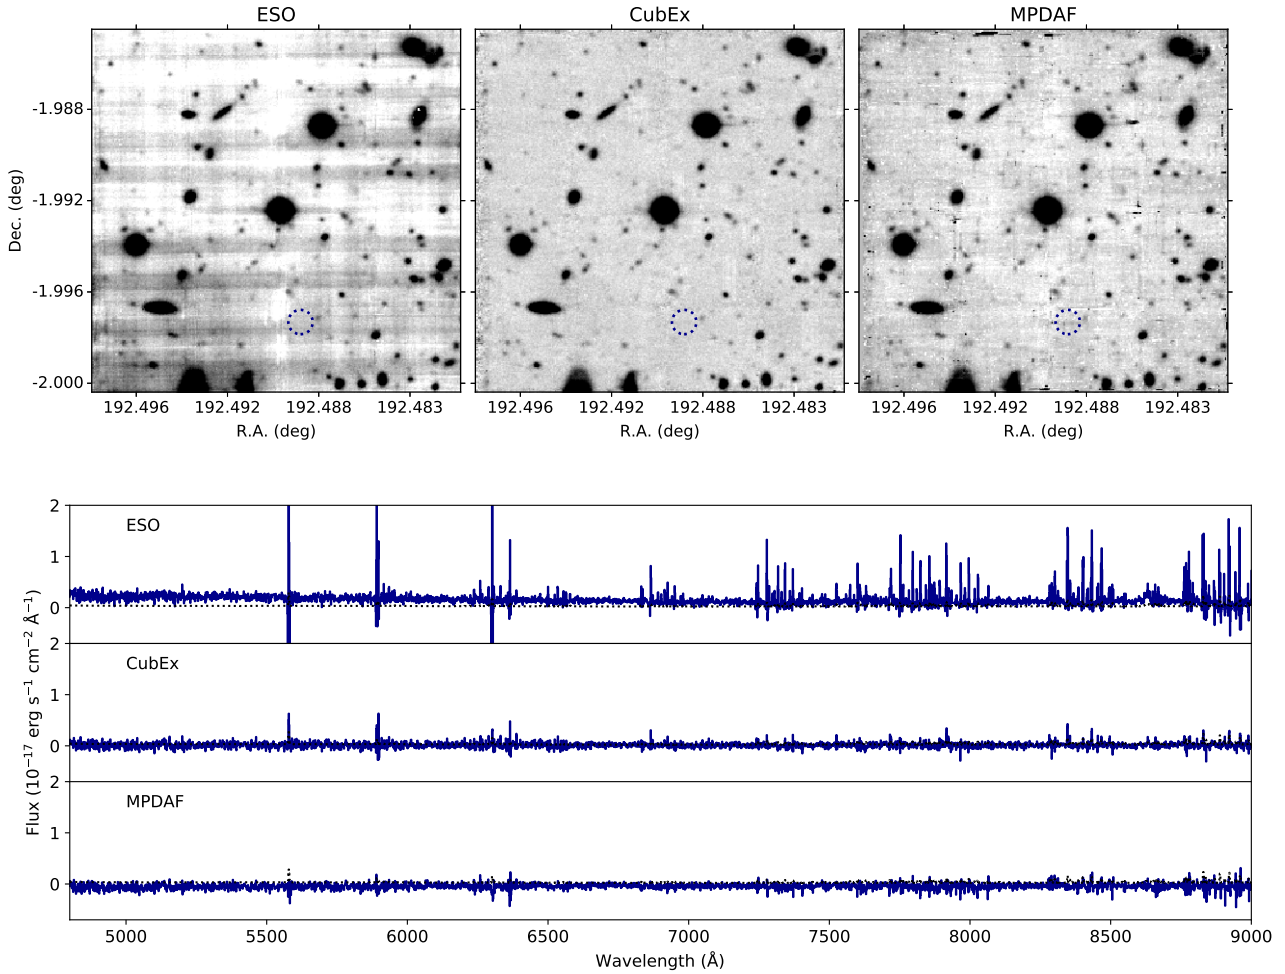 ESO CubEx MPDAF
-1.988
-1.992
-1.996
-2.000
Dec. (deg)
192.496 192.492 192.488 192.483 192.496 192.492 192.488 192.483 192.496 192.492 192.488 192.483
R.A. (deg) R.A. (deg) R.A. (deg)
2
ESO
1
0
2
CubEx
1
0
2
MPDAF
1
0
Flux (10⁻¹⁷ erg s⁻¹ cm⁻² Å⁻¹)
5000 5500 6000 6500 7000 7500 8000 8500 9000
Wavelength (Å)